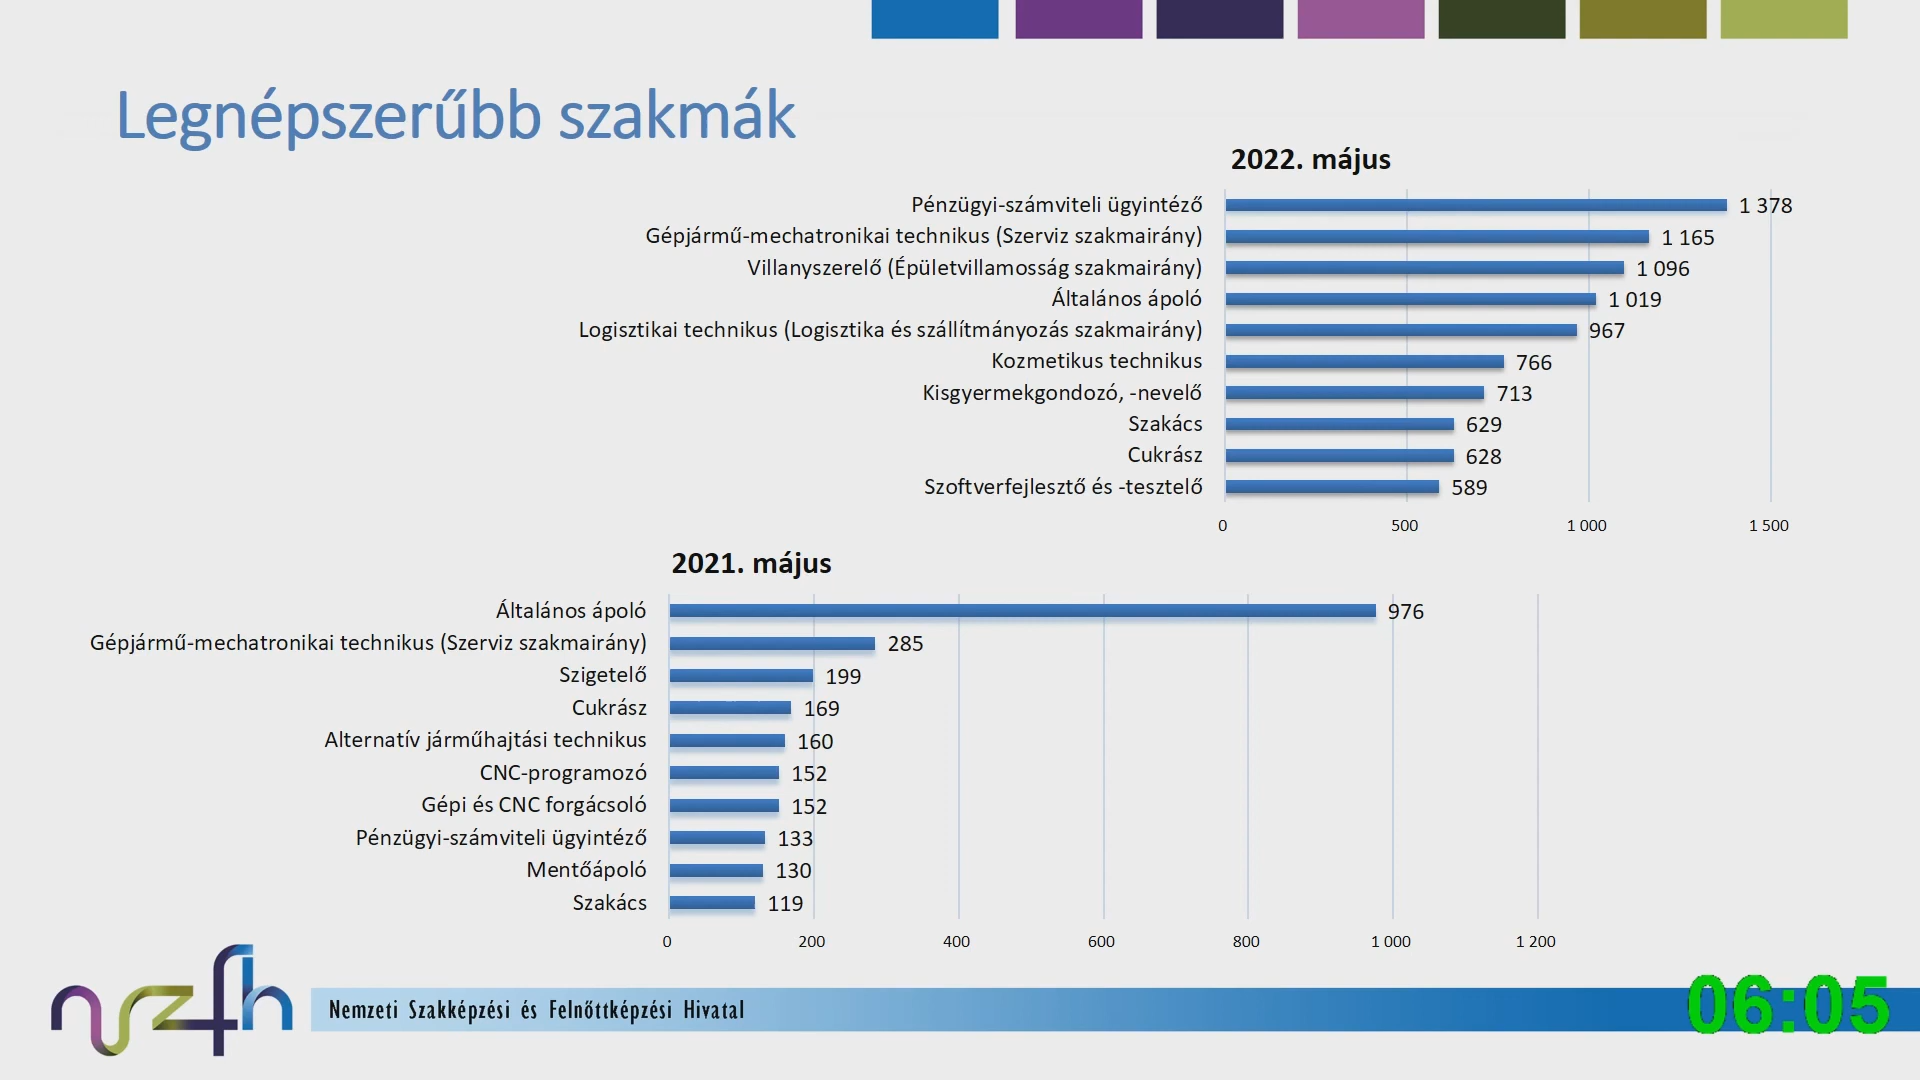 Legnépszerűbb szakmák
2022. május
Pénzügyi-számviteli ügyintéző 1 378
Gépjármű-mechatronikai technikus (Szerviz szakmairány) 1 165
Villanyszerelő (Épületvillamosság szakmairány) 1 096
Általános ápoló 1 019
Logisztikai technikus (Logisztika és szállítmányozás szakmairány) 967
Kozmetikus technikus 766
Kisgyermekgondozó, -nevelő 713
Szakács 629
Cukrász 628
Szoftverfejlesztő és -tesztelő 589
0 500 1 000 1 500
2021. május
Általános ápoló 976
Gépjármű-mechatronikai technikus (Szerviz szakmairány) 285
Szigetelő 199
Cukrász 169
Alternatív járműhajtási technikus 160
CNC-programozó 152
Gépi és CNC forgácsoló 152
Pénzügyi-számviteli ügyintéző 133
Mentőápoló 130
Szakács 119
0 200 400 600 800 1 000 1 200
nszfh
Nemzeti Szakképzési és Felnőttképzési Hivatal
06:05